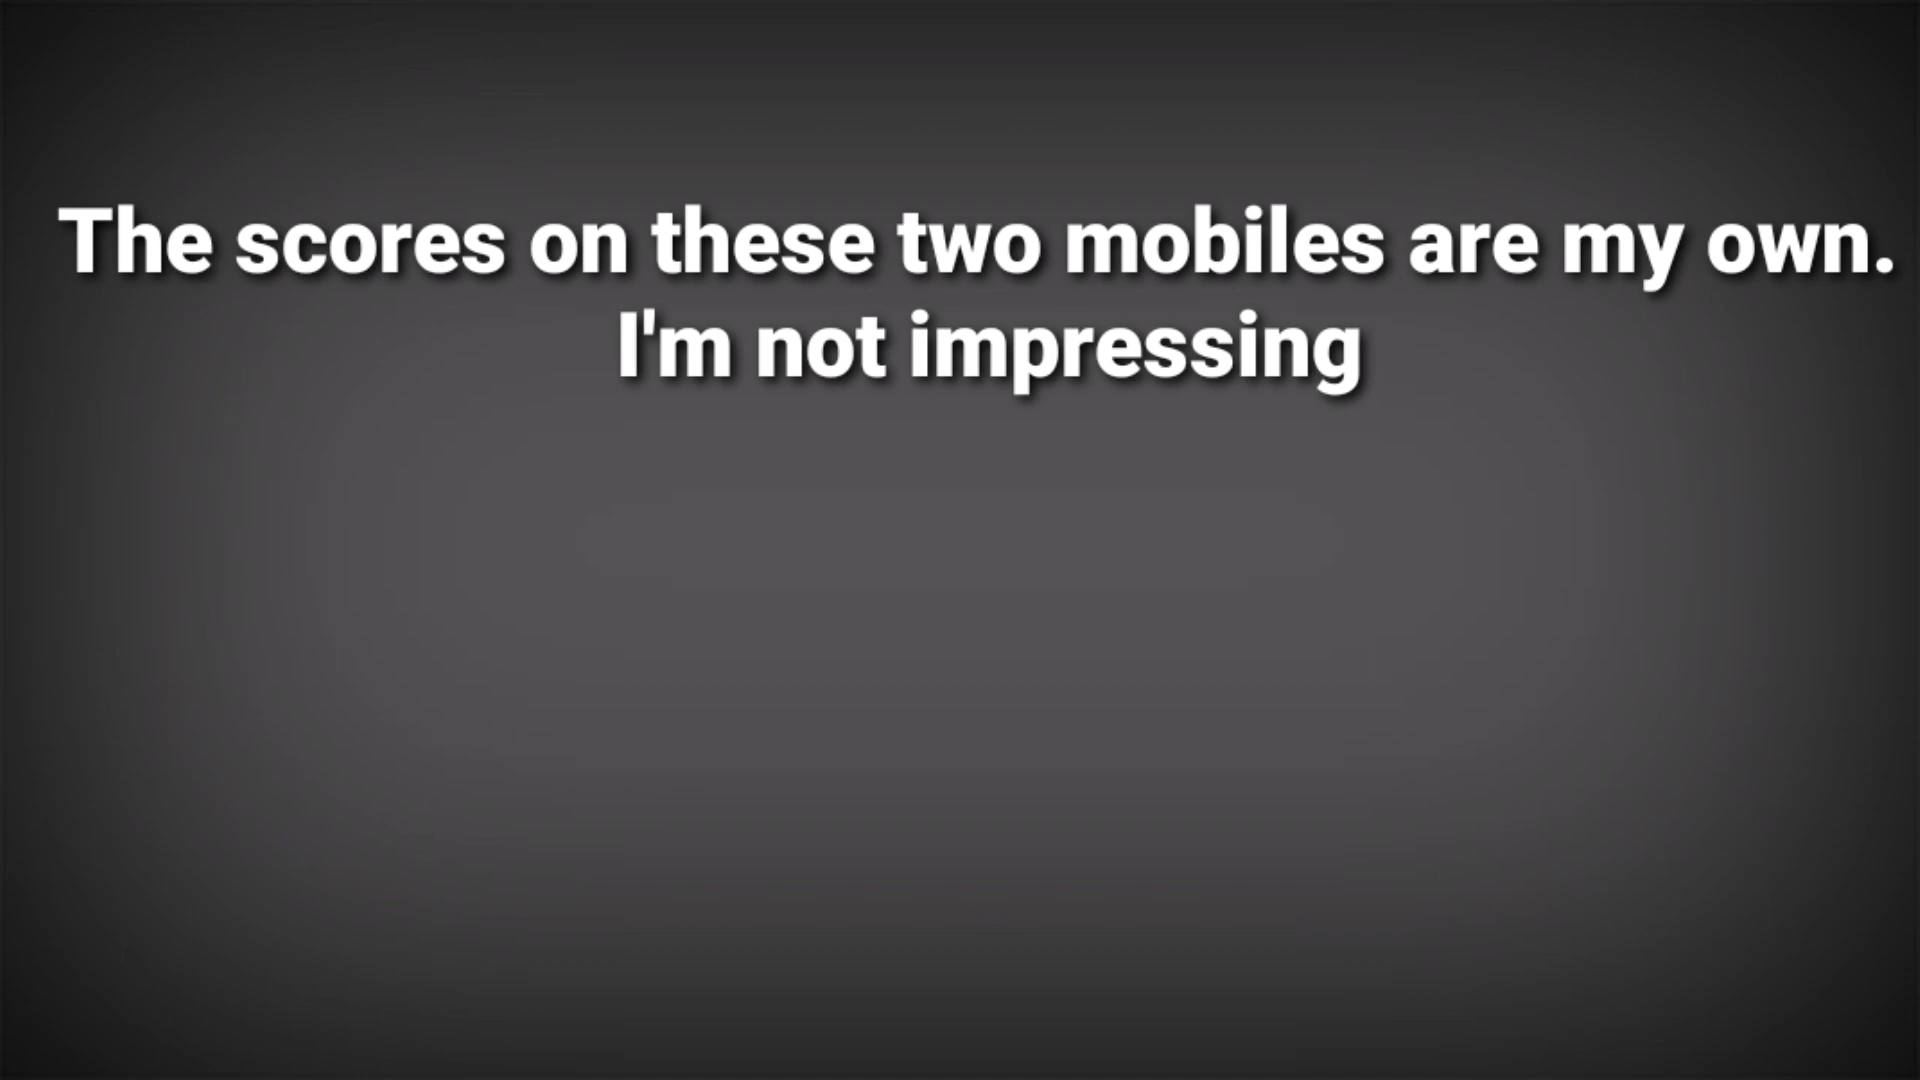 The scores on these two mobiles are my own.
I'm not impressing